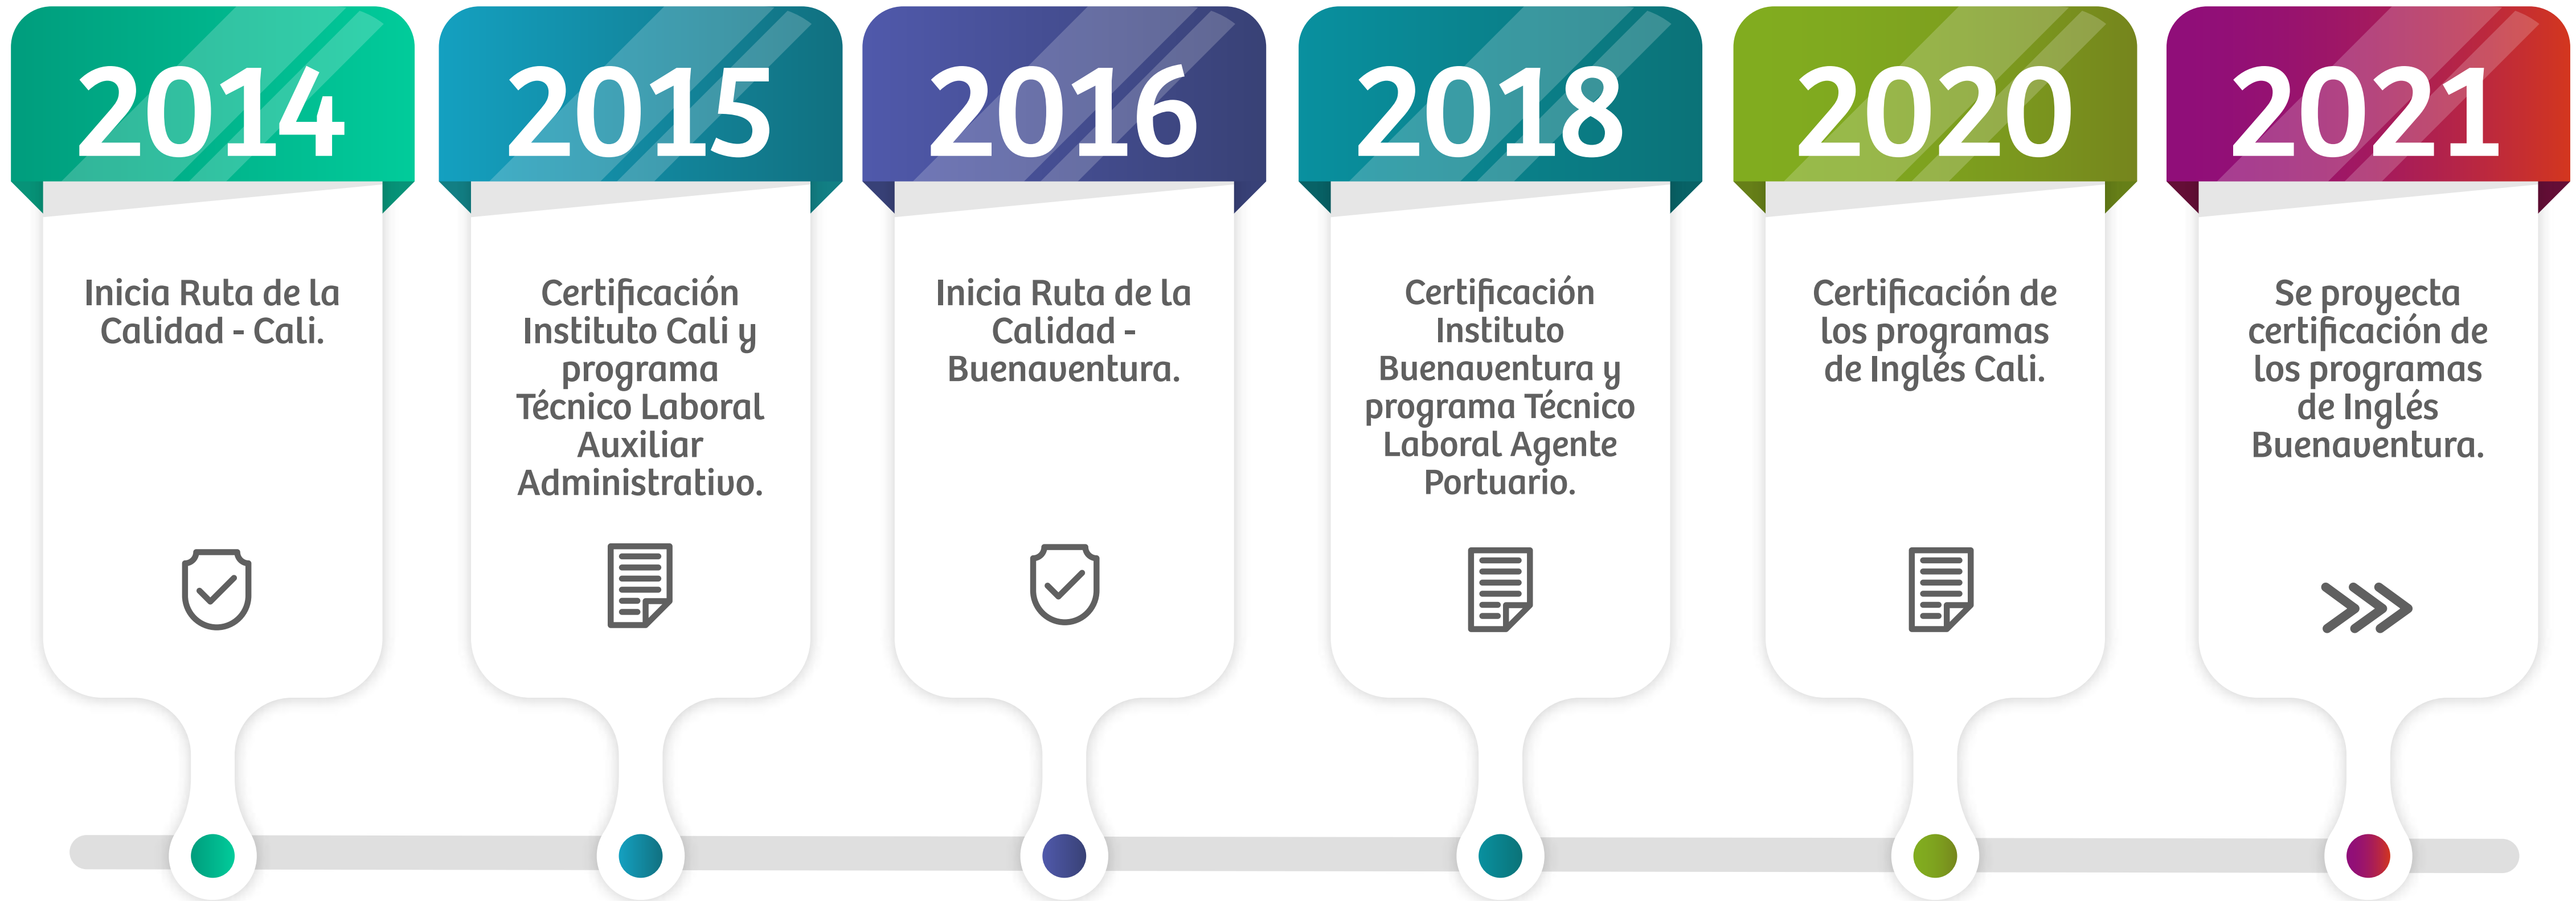 2014
Inicia Ruta de la
Calidad - Cali.
2015
Certificación
Instituto Cali y
programa
Técnico Laboral
Auxiliar
Administrativo.
2016
Inicia Ruta de la
Calidad -
Buenaventura.
2018
Certificación
Instituto
Buenaventura y
programa Técnico
Laboral Agente
Portuario.
2020
Certificación de
los programas
de Inglés Cali.
2021
Se proyecta
certificación de
los programas
de Inglés
Buenaventura.